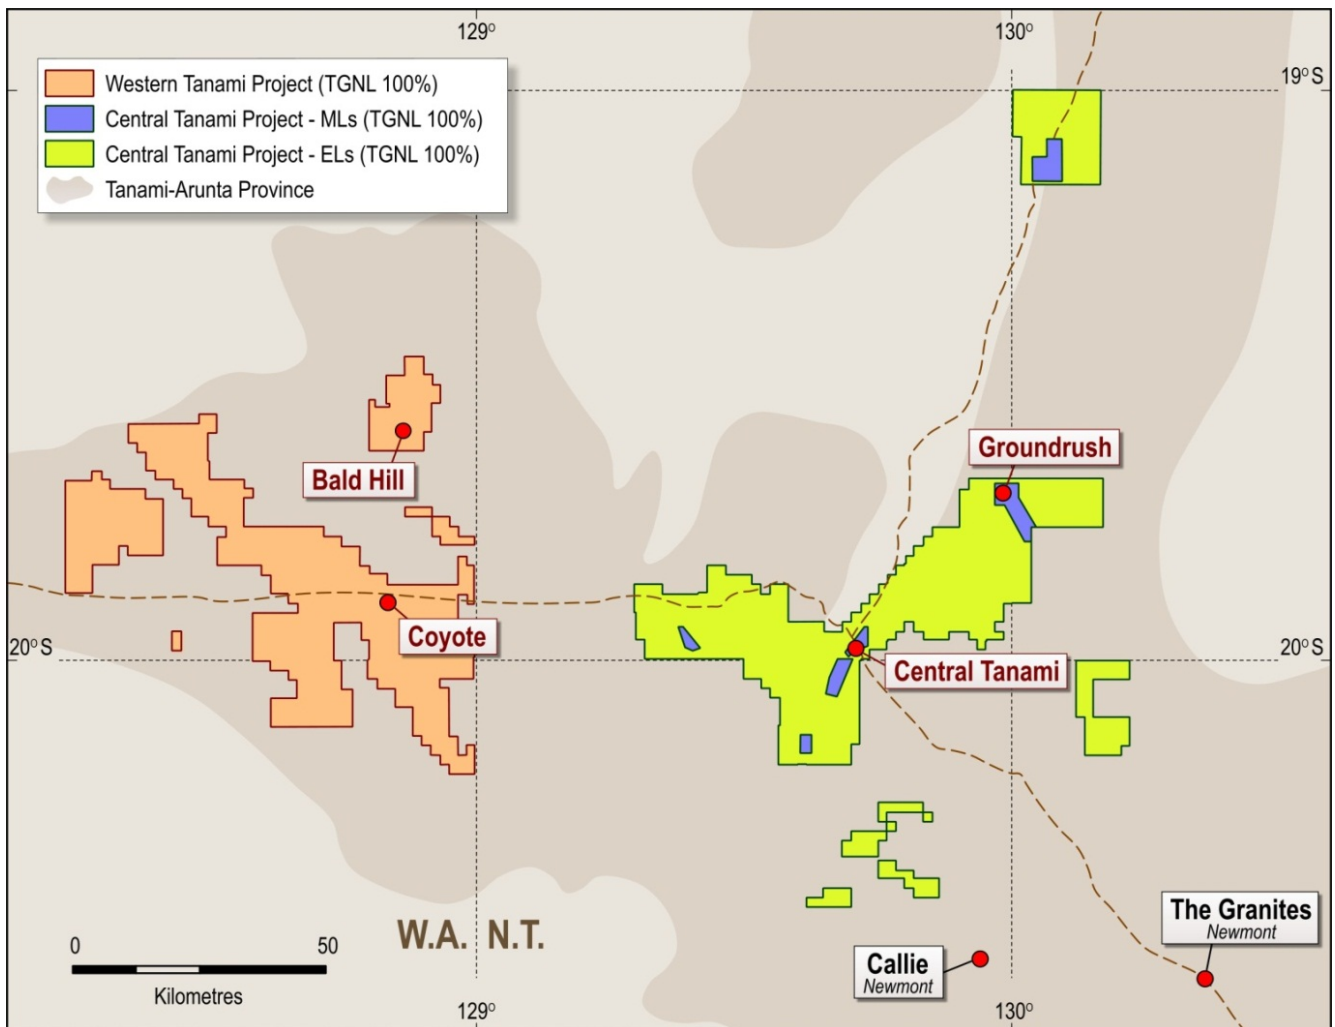 129°
130°
19°S
Western Tanami Project (TGNL 100%)
Central Tanami Project - MLs (TGNL 100%)
Central Tanami Project - ELs (TGNL 100%)
Tanami-Arunta Province
Groundrush
Bald Hill
Coyote
20°S
20°S
Central Tanami
W.A. N.T.
The Granites
Newmont
Callie
Newmont
0 50
Kilometres
129°
130°